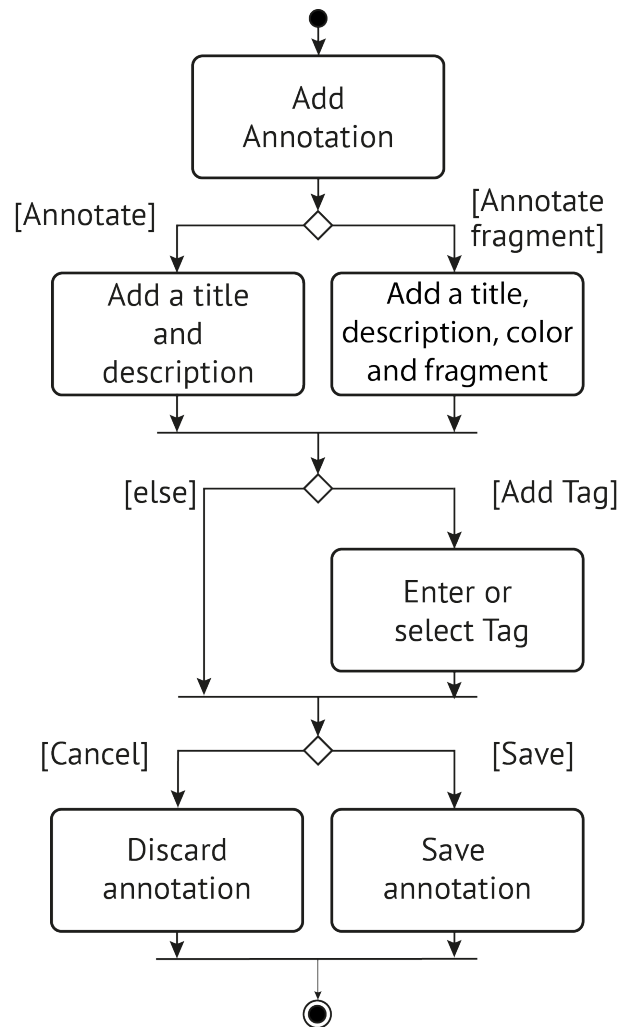 Add
Annotation
[Annotate]
[Annotate
fragment]
Add a title
and
description
Add a title,
description, color
and fragment
[else]
[Add Tag]
Enter or
select Tag
[Cancel]
[Save]
Discard
annotation
Save
annotation